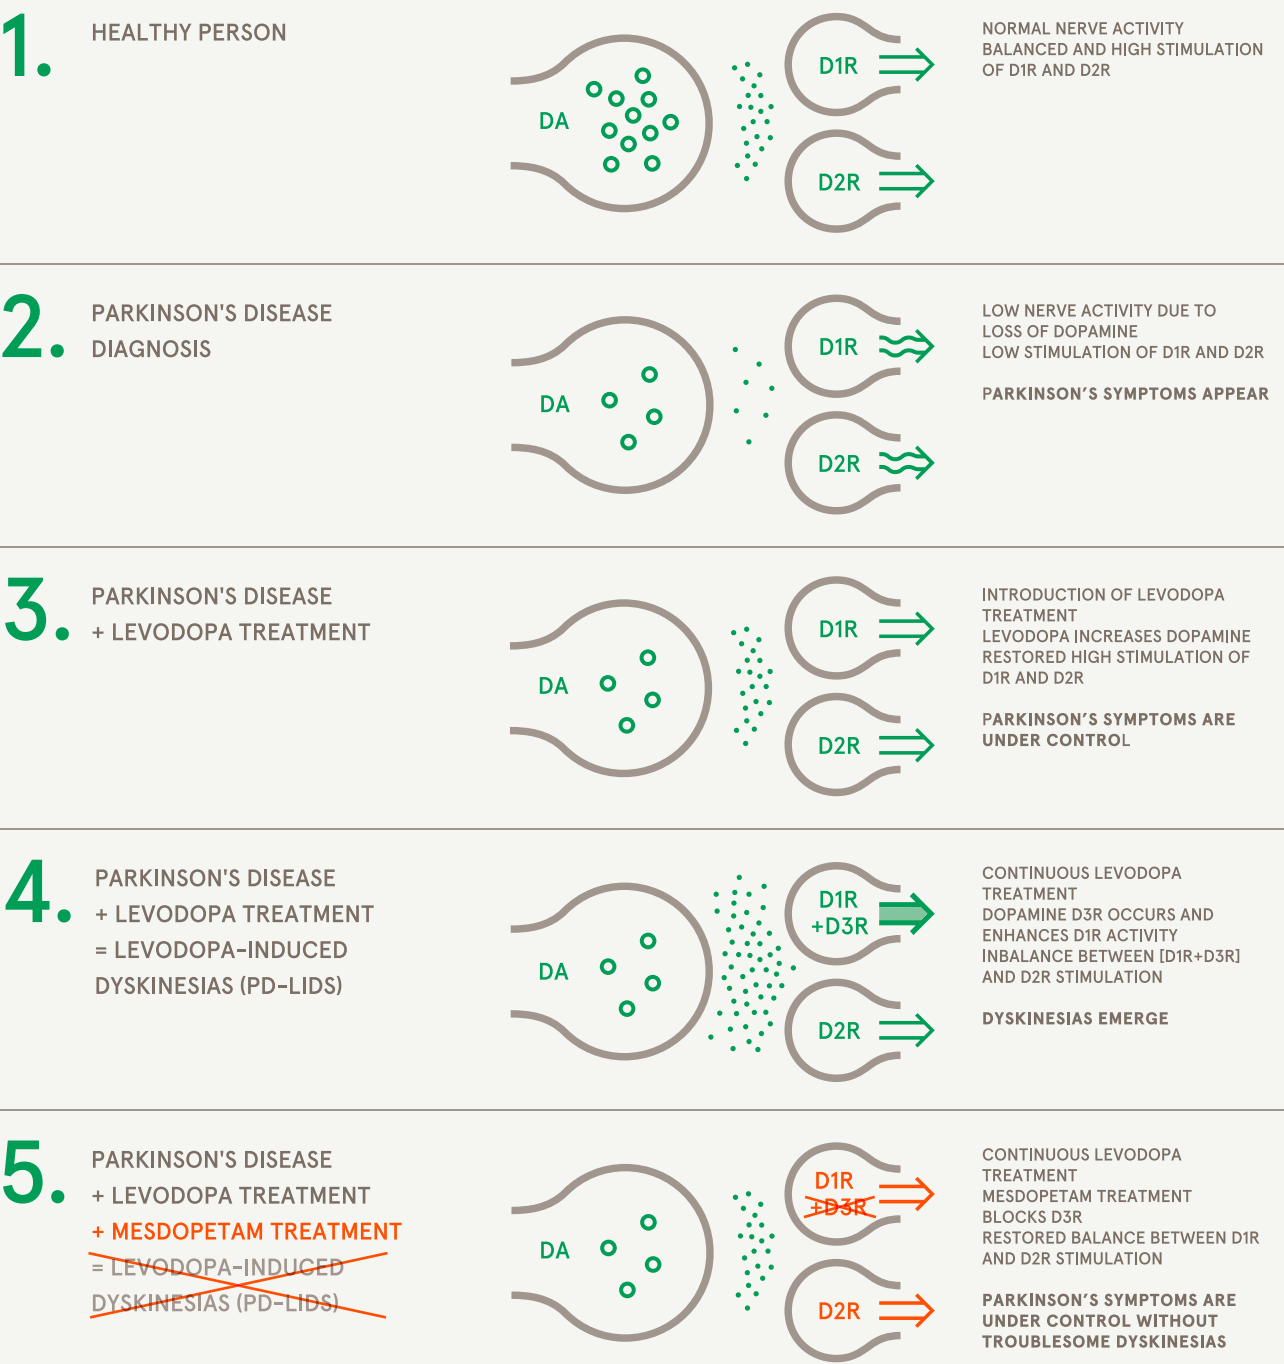 1.
HEALTHY PERSON
DA
D1R
D2R
NORMAL NERVE ACTIVITY
BALANCED AND HIGH STIMULATION
OF D1R AND D2R
2.
PARKINSON'S DISEASE
DIAGNOSIS
DA
D1R
D2R
LOW NERVE ACTIVITY DUE TO
LOSS OF DOPAMINE
LOW STIMULATION OF D1R AND D2R
PARKINSON'S SYMPTOMS APPEAR
3.
PARKINSON'S DISEASE
+ LEVODOPA TREATMENT
DA
D1R
D2R
INTRODUCTION OF LEVODOPA
TREATMENT
LEVODOPA INCREASES DOPAMINE
RESTORED HIGH STIMULATION OF
D1R AND D2R
PARKINSON'S SYMPTOMS ARE
UNDER CONTROL
4.
PARKINSON'S DISEASE
+ LEVODOPA TREATMENT
= LEVODOPA-INDUCED
DYSKINESIAS (PD-LIDS)
DA
D1R
+D3R
D2R
CONTINUOUS LEVODOPA
TREATMENT
DOPAMINE D3R OCCURS AND
ENHANCES D1R ACTIVITY
INBALANCE BETWEEN [D1R+D3R]
AND D2R STIMULATION
DYSKINESIAS EMERGE
5.
PARKINSON'S DISEASE
+ LEVODOPA TREATMENT
+ MESDOPETAM TREATMENT
= LEVODOPA-INDUCED
DYSKINESIAS (PD-LIDS)
DA
D1R
+D3R
D2R
CONTINUOUS LEVODOPA
TREATMENT
MESDOPETAM TREATMENT
BLOCKS D3R
RESTORED BALANCE BETWEEN D1R
AND D2R STIMULATION
PARKINSON'S SYMPTOMS ARE
UNDER CONTROL WITHOUT
TROUBLESOME DYSKINESIAS